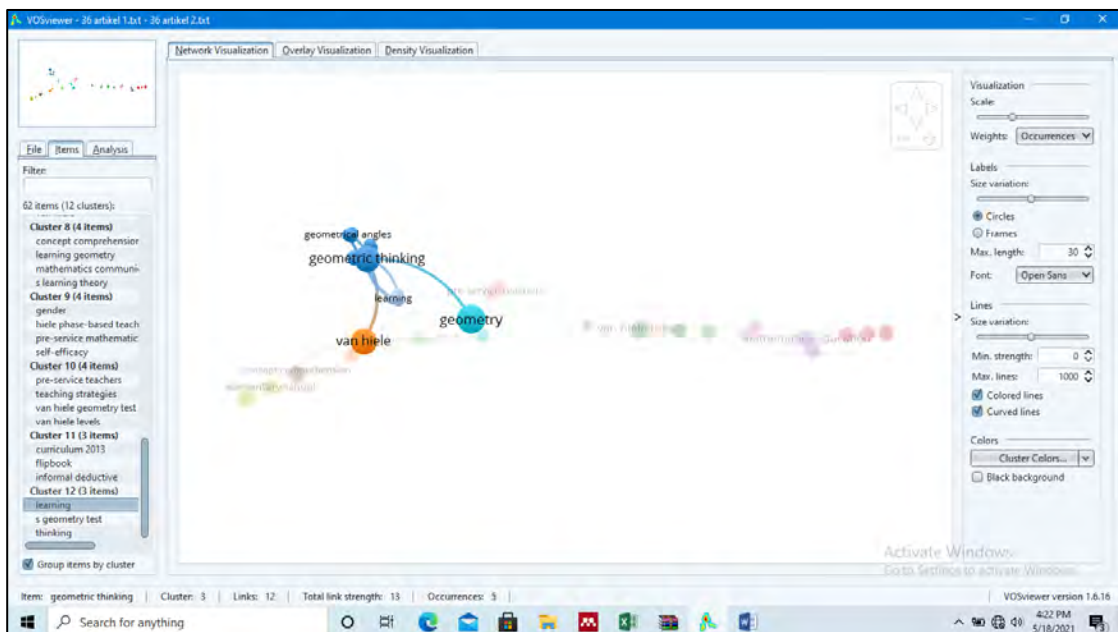 VOSviewer - 36 artikel 1.txt - 36 artikel 2.txt
Network Visualization Overlay Visualization Density Visualization
File Items Analysis
Filter:
62 items (12 clusters):
Cluster 8 (4 items)
concept comprehension
learning geometry
mathematics communi
s learning theory
Cluster 9 (4 items)
gender
hiele phase-based teach
pre-service mathematic
self-efficacy
Cluster 10 (4 items)
pre-service teachers
teaching strategies
van hiele geometry test
van hiele levels
Cluster 11 (3 items)
curriculum 2013
flipbook
informal deductive
Cluster 12 (3 items)
learning
s geometry test
thinking
Group items by cluster
geometrical angles
geometric thinking
learning
geometry
van hiele
concept comprehension
elementary school
Visualization
Scale:
Weights: Occurrences
Labels
Size variation:
Circles
Frames
Max. length: 30
Font: Open Sans
Lines
Size variation:
Min. strength: 0
Max. lines: 1000
Colored lines
Curved lines
Colors
Cluster Colors...
Black background
Activate Windows
Go to Settings to activate Windows.
Item: geometric thinking | Cluster: 3 | Links: 12 | Total link strength: 13 | Occurrences: 5 | VOSviewer version 1.6.16
Search for anything
4:22 PM
5/18/2021